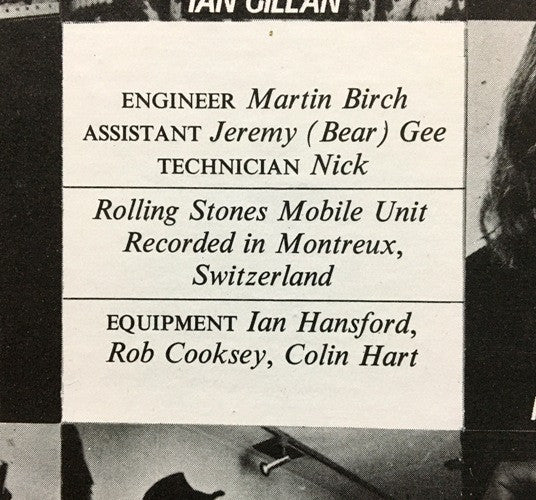 IAN GILLAN
ENGINEER Martin Birch
ASSISTANT Jeremy (Bear) Gee
TECHNICIAN Nick
Rolling Stones Mobile Unit
Recorded in Montreux,
Switzerland
EQUIPMENT Ian Hansford,
Rob Cooksey, Colin Hart